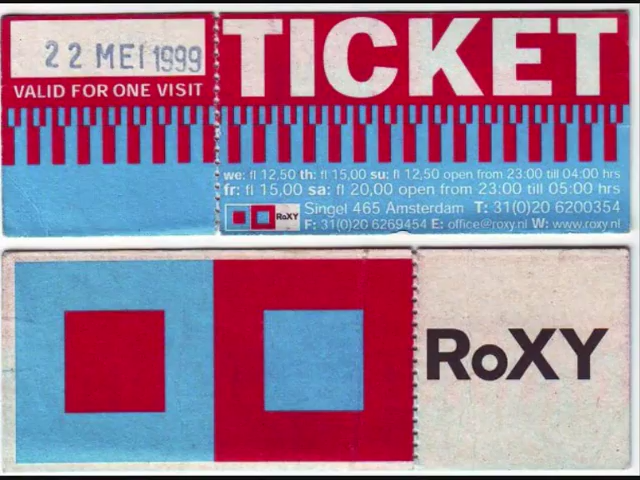 22 MEI 1999
VALID FOR ONE VISIT
TICKET
we: fl 12,50 th: fl 15,00 su: fl 12,50 open from 23:00 till 04:00 hrs
fr: fl 15,00 sa: fl 20,00 open from 23:00 till 05:00 hrs
RoXY
Singel 465 Amsterdam T: 31(0)20 6200354
F: 31(0)20 6269454 E: office@roxy.nl W: www.roxy.nl
RoXY